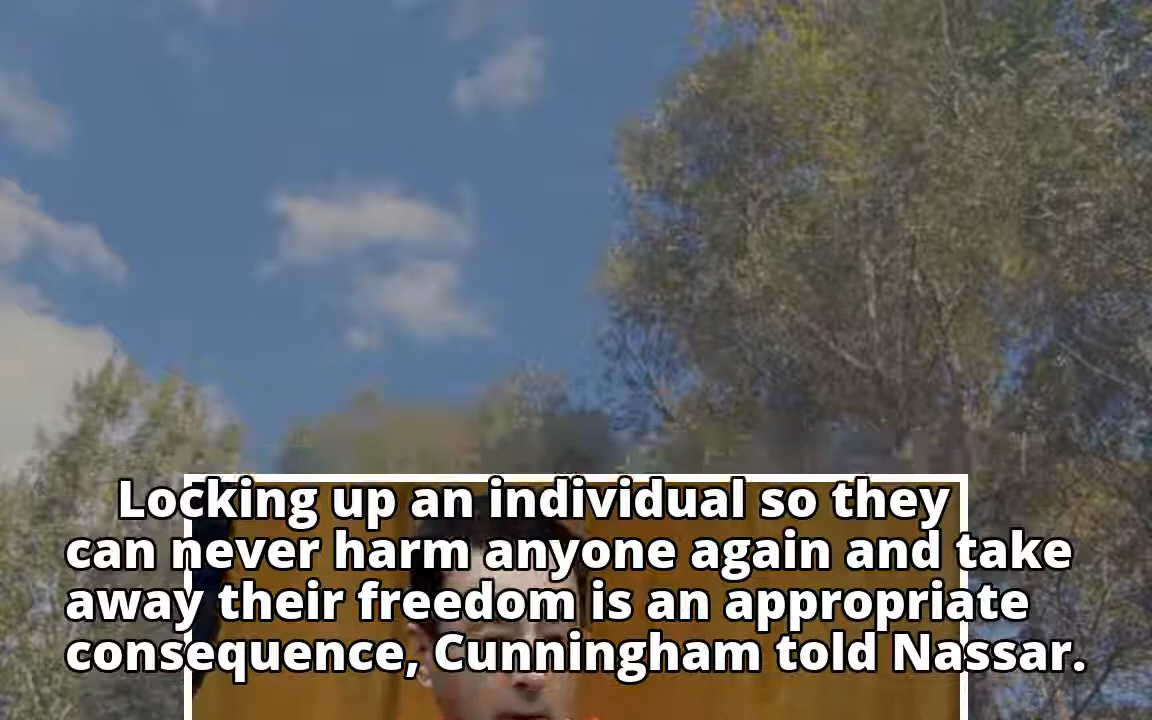 Locking up an individual so they
can never harm anyone again and take
away their freedom is an appropriate
consequence, Cunningham told Nassar.